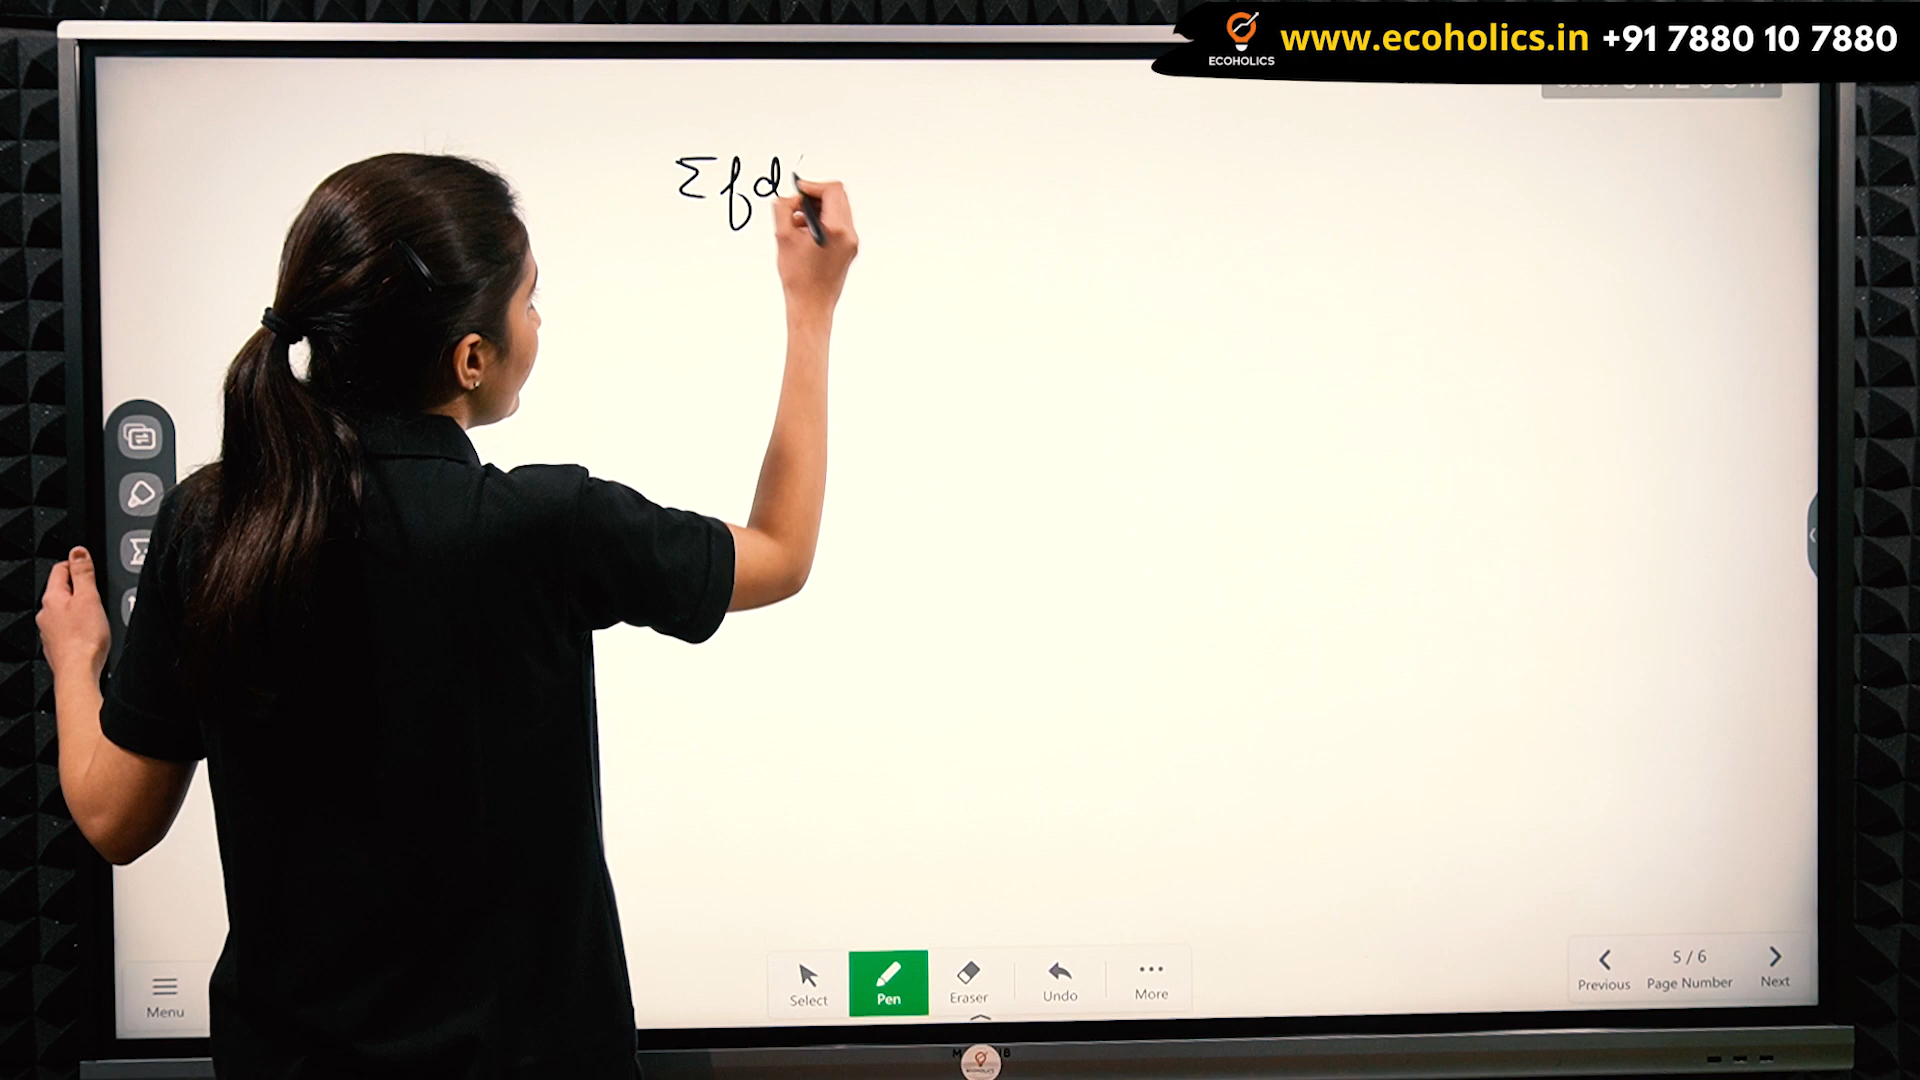 ECOHOLICS
www.ecoholics.in +91 7880 10 7880
Σfd
Select
Pen
Eraser
Undo
More
Menu
Previous
5 / 6
Page Number
Next
ECOHOLICS